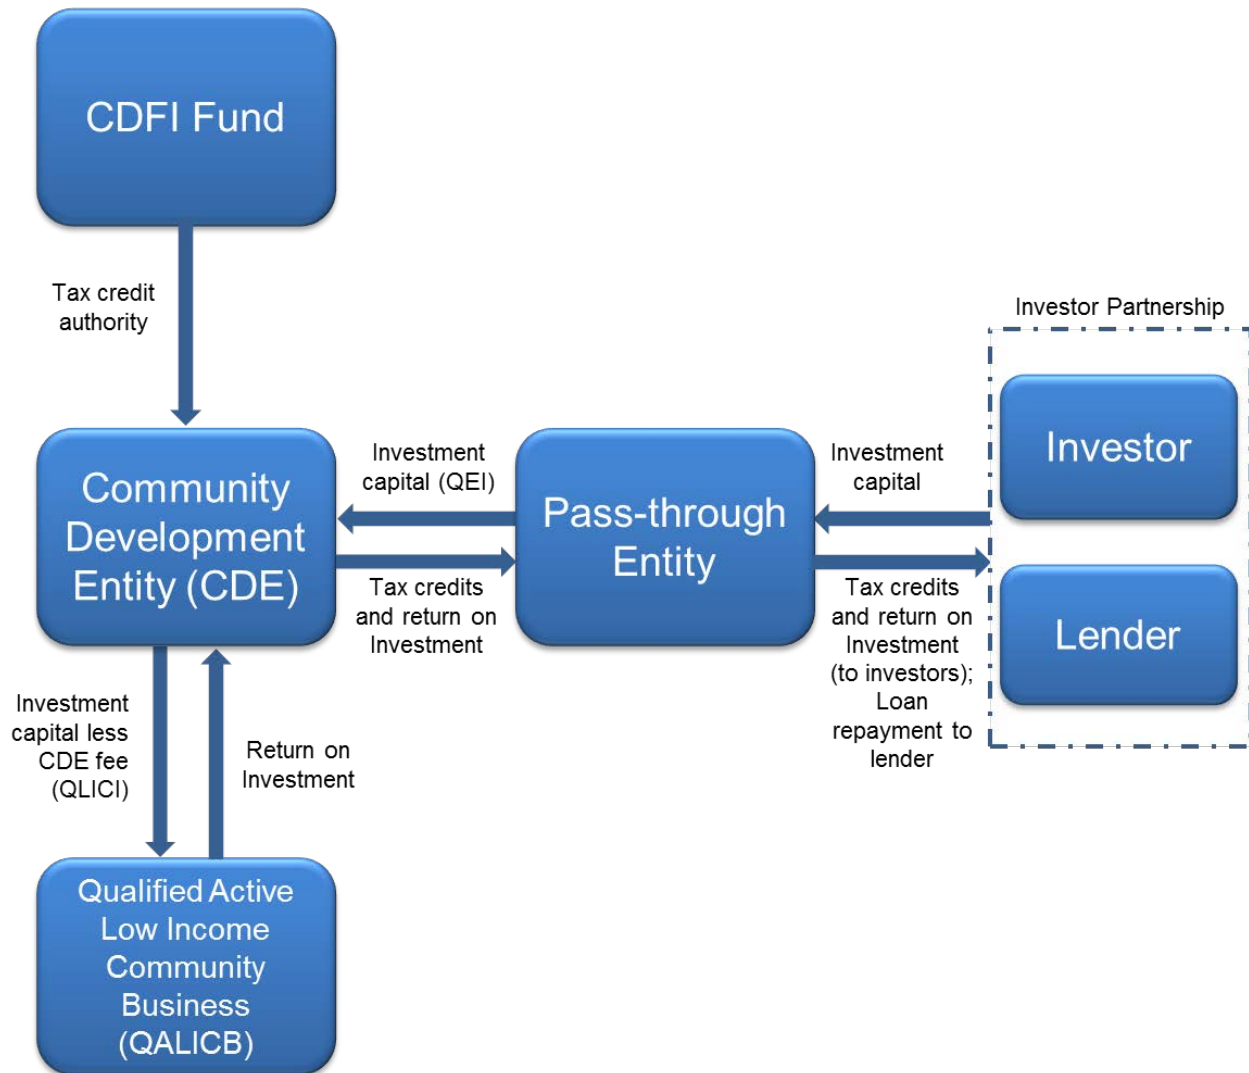 CDFI Fund
Tax credit
authority
Investor Partnership
Community
Development
Entity (CDE)
Investment
capital (QEI)
Tax credits
and return on
Investment
Pass-through
Entity
Investment
capital
Tax credits
and return on
Investment
(to investors);
Loan
repayment to
lender
Investor
Lender
Investment
capital less
CDE fee
(QLICI)
Return on
Investment
Qualified Active
Low Income
Community
Business
(QALICB)